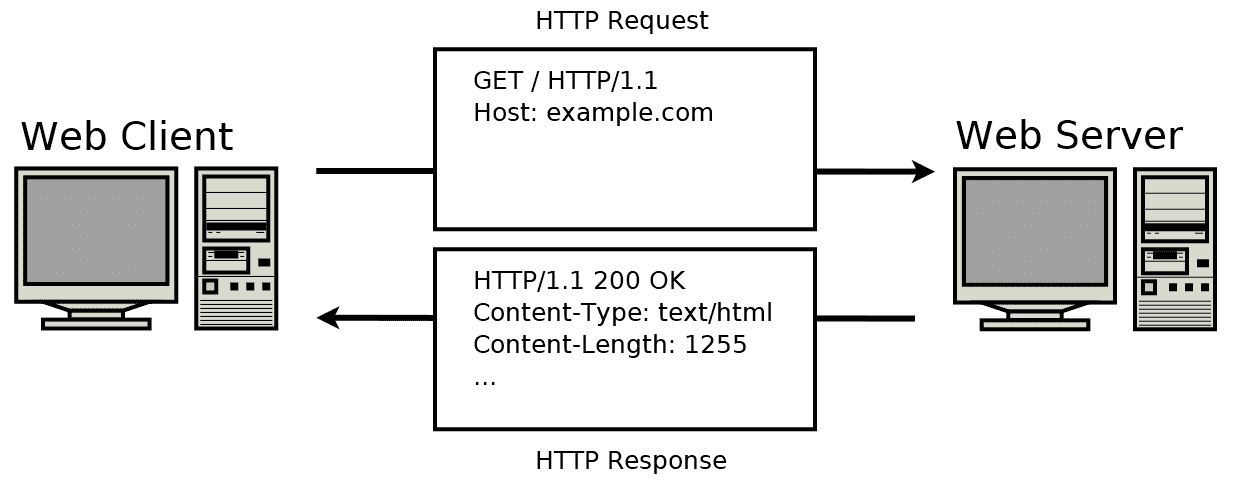 HTTP Request
GET / HTTP/1.1
Host: example.com
Web Client
Web Server
HTTP/1.1 200 OK
Content-Type: text/html
Content-Length: 1255
...
HTTP Response